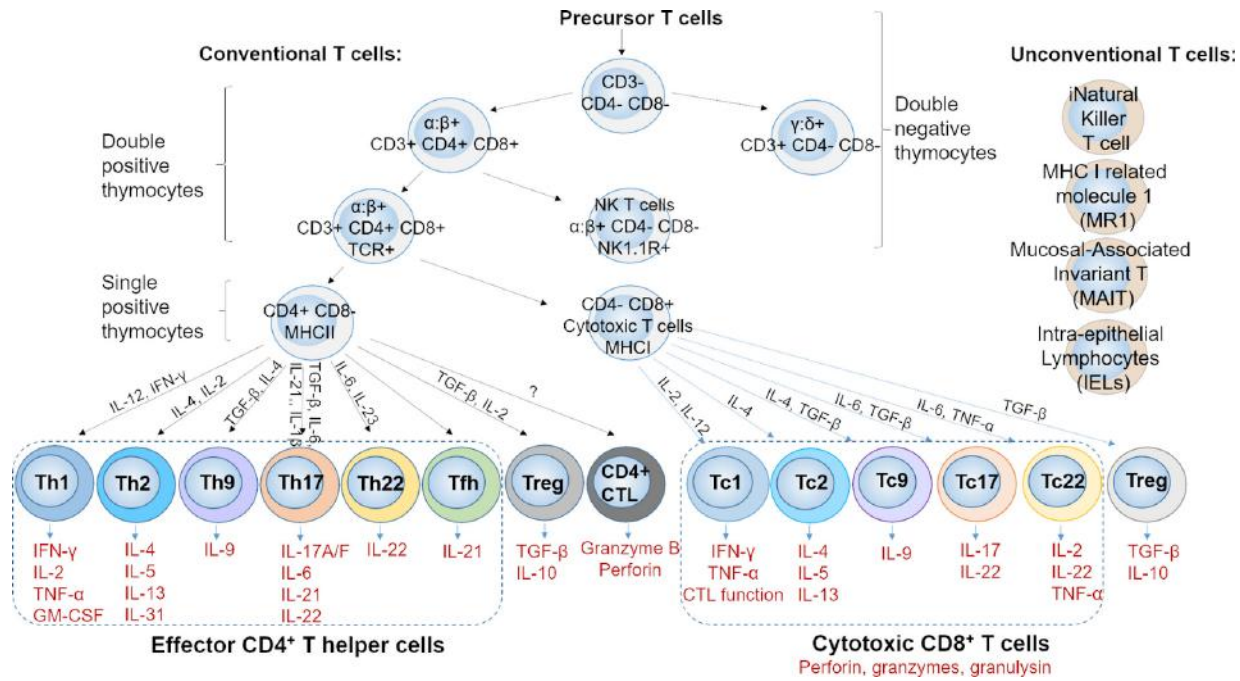 Precursor T cells
Conventional T cells:
Unconventional T cells:
CD3-
CD4- CD8-
Double
positive
thymocytes
α:β+
CD3+ CD4+ CD8+
γ:δ+
CD3+ CD4- CD8-
Double
negative
thymocytes
α:β+
CD3+ CD4+ CD8+
TCR+
NK T cells
α:β+ CD4- CD8-
NK1.1R+
Single
positive
thymocytes
CD4+ CD8-
MHCII
CD4- CD8+
Cytotoxic T cells
MHCI
iNatural
Killer
T cell
MHC I related
molecule 1
(MR1)
Mucosal-Associated
Invariant T
(MAIT)
Intra-epithelial
Lymphocytes
(IELs)
IL-12, IFN-γ
IL-4, IL-2
TGF-β, IL-4
TGF-β, IL-6,
IL-21,, IL-1β
IL-6, IL-23
TGF-β, IL-2
?
IL-2, IL-12
IL-4
IL-4, TGF-β
IL-6, TGF-β
IL-6, TNF-α
TGF-β
Th1
Th2
Th9
Th17
Th22
Tfh
Treg
CD4+
CTL
Tc1
Tc2
Tc9
Tc17
Tc22
Treg
IFN-γ
IL-2
TNF-α
GM-CSF
IL-4
IL-5
IL-13
IL-31
IL-9
IL-17A/F
IL-6
IL-21
IL-22
IL-22
IL-21
TGF-β
IL-10
Granzyme B
Perforin
IFN-γ
TNF-α
CTL function
IL-4
IL-5
IL-13
IL-9
IL-17
IL-22
IL-2
IL-22
TNF-α
TGF-β
IL-10
Effector CD4⁺ T helper cells
Cytotoxic CD8⁺ T cells
Perforin, granzymes, granulysin